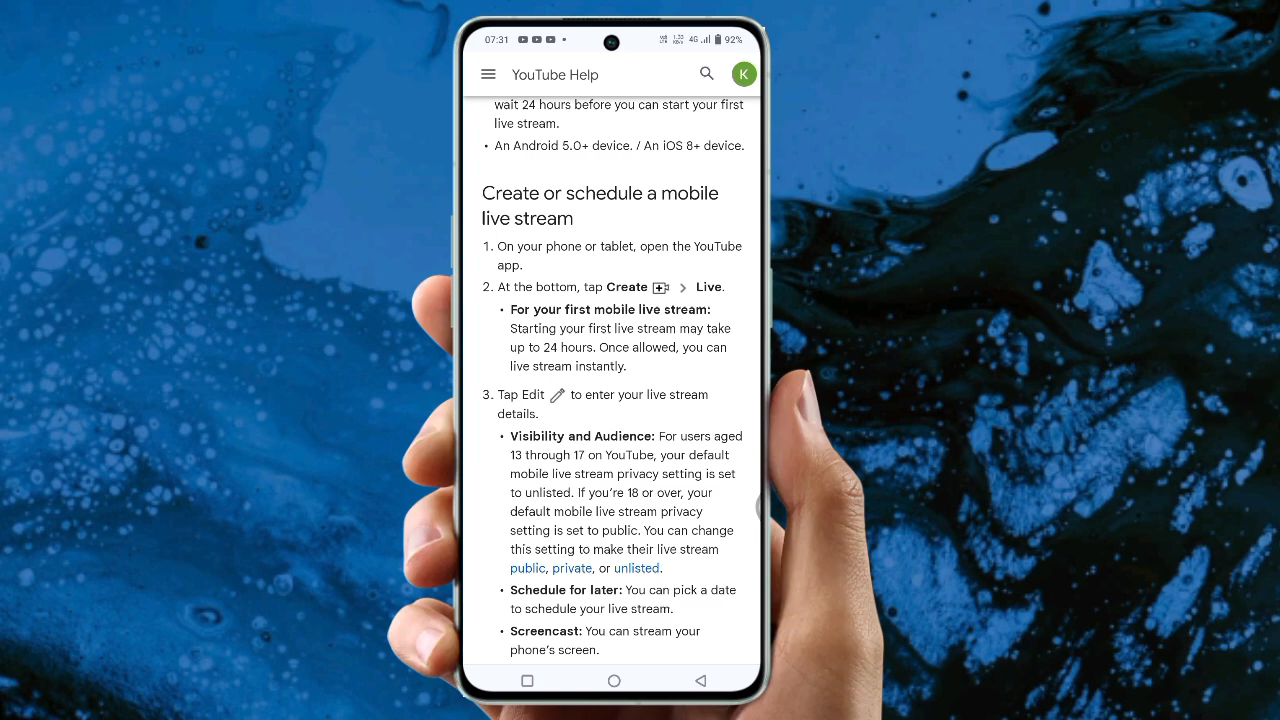 07:31 4G 92%
YouTube Help K
wait 24 hours before you can start your first
live stream.
• An Android 5.0+ device. / An iOS 8+ device.
Create or schedule a mobile
live stream
1. On your phone or tablet, open the YouTube
app.
2. At the bottom, tap Create > Live.
• For your first mobile live stream:
Starting your first live stream may take
up to 24 hours. Once allowed, you can
live stream instantly.
3. Tap Edit to enter your live stream
details.
• Visibility and Audience: For users aged
13 through 17 on YouTube, your default
mobile live stream privacy setting is set
to unlisted. If you’re 18 or over, your
default mobile live stream privacy
setting is set to public. You can change
this setting to make their live stream
public, private, or unlisted.
• Schedule for later: You can pick a date
to schedule your live stream.
• Screencast: You can stream your
phone’s screen.